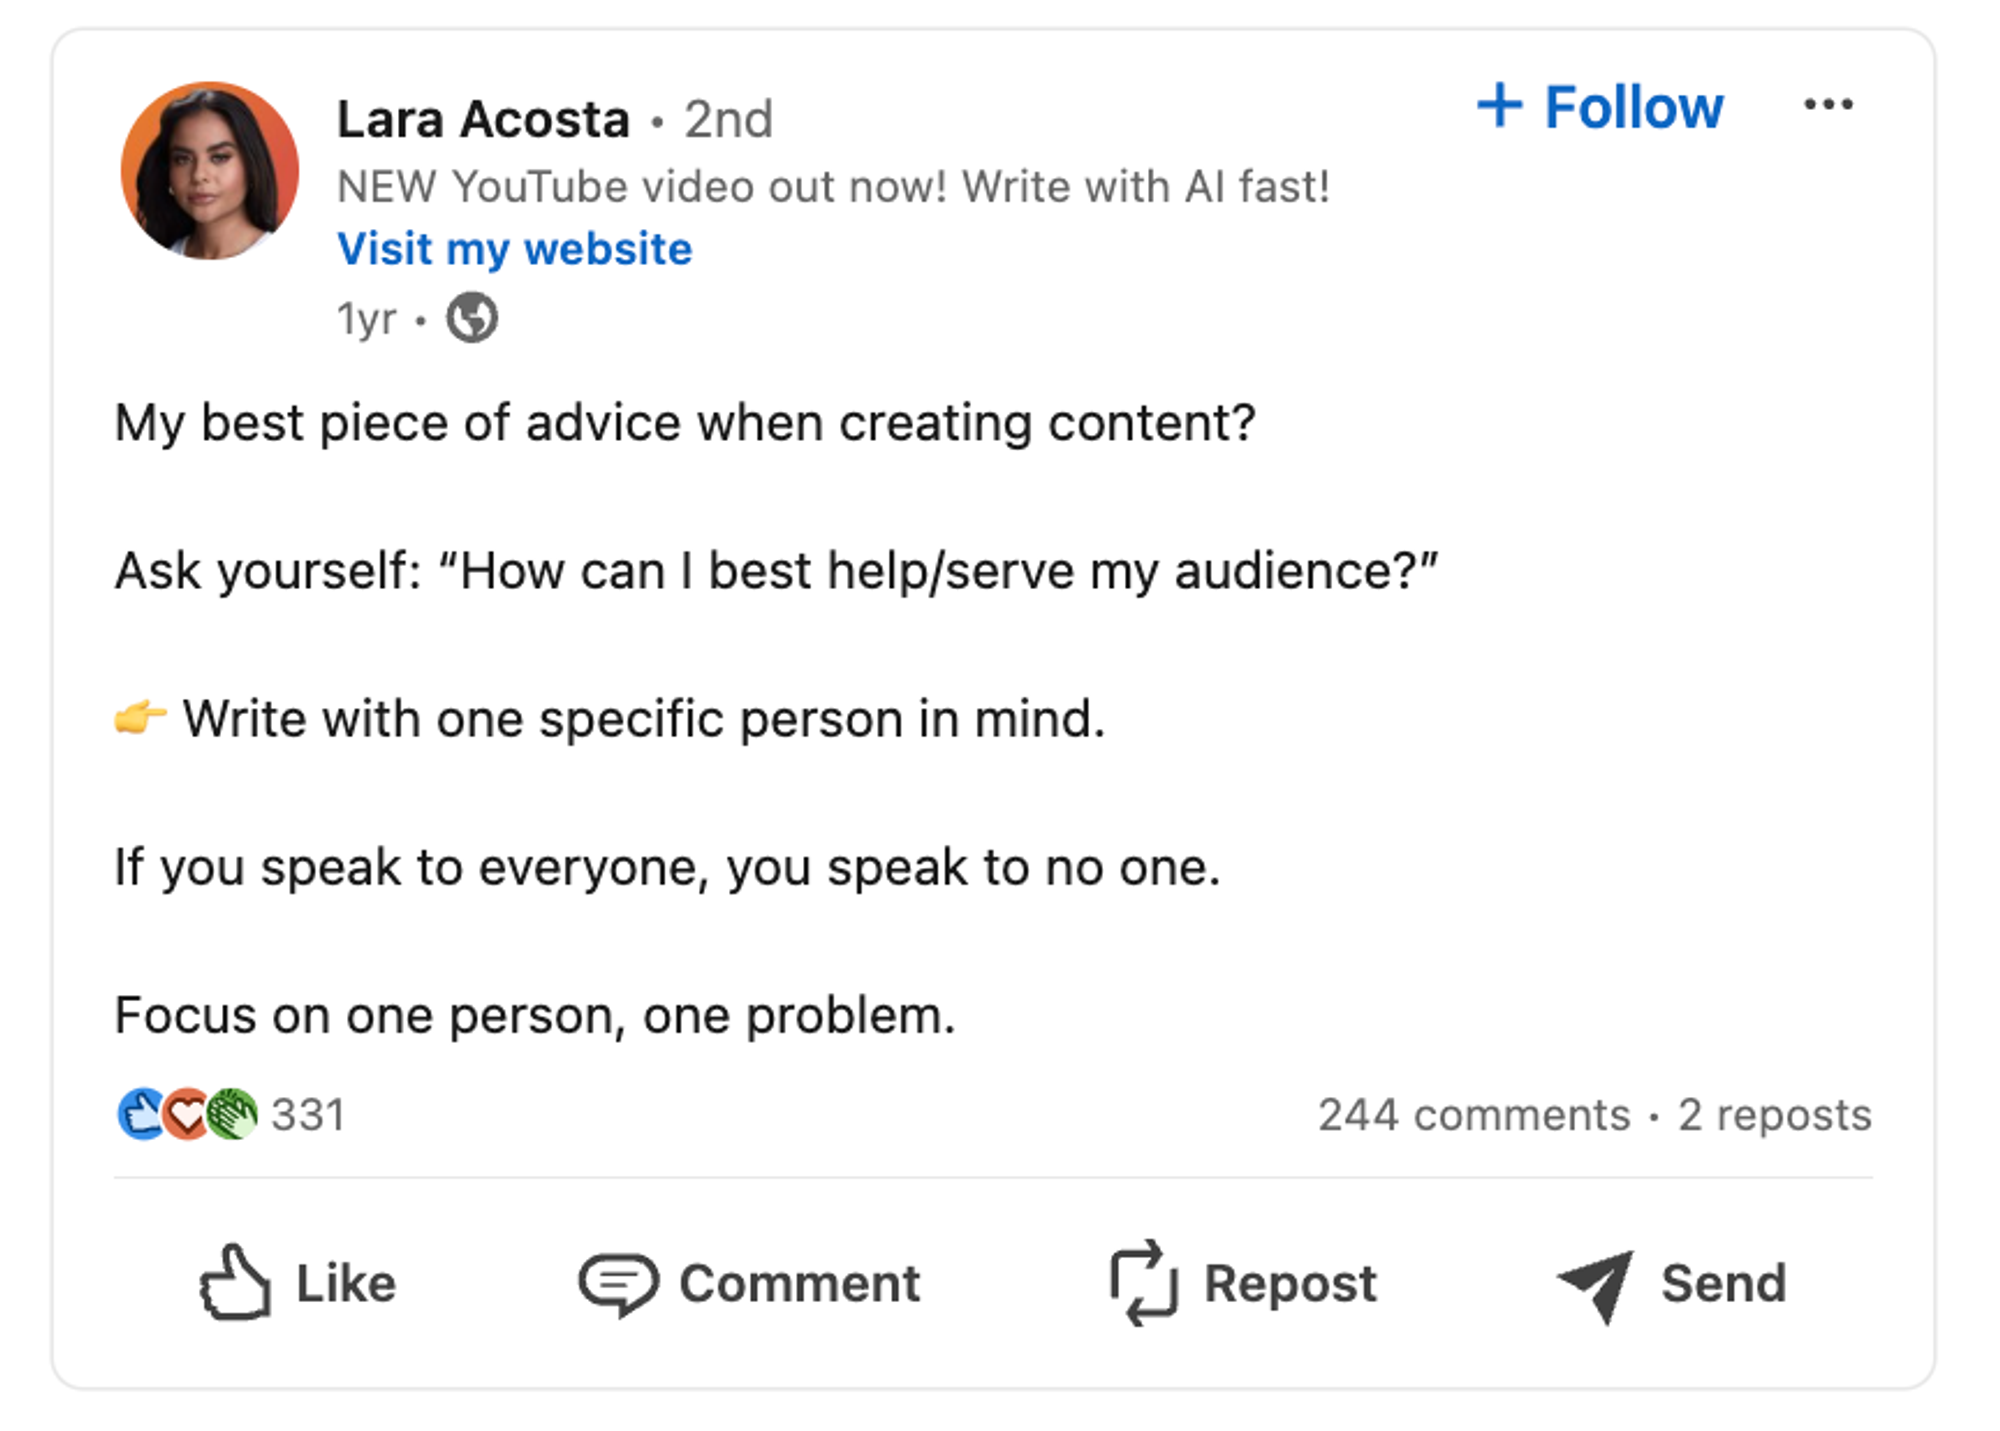 Lara Acosta • 2nd
+ Follow
NEW YouTube video out now! Write with AI fast!
Visit my website
1yr •
My best piece of advice when creating content?
Ask yourself: “How can I best help/serve my audience?”
👉 Write with one specific person in mind.
If you speak to everyone, you speak to no one.
Focus on one person, one problem.
331
244 comments • 2 reposts
Like
Comment
Repost
Send